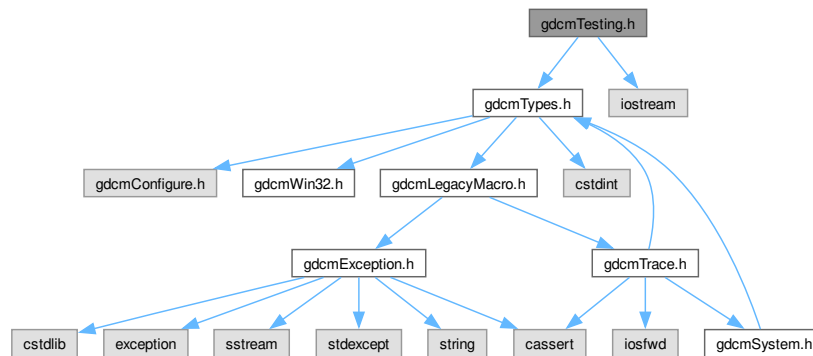 gdcmTesting.h
gdcmTypes.h
iostream
gdcmConfigure.h
gdcmWin32.h
gdcmLegacyMacro.h
cstdint
gdcmException.h
gdcmTrace.h
cstdlib
exception
sstream
stdexcept
string
cassert
iosfwd
gdcmSystem.h